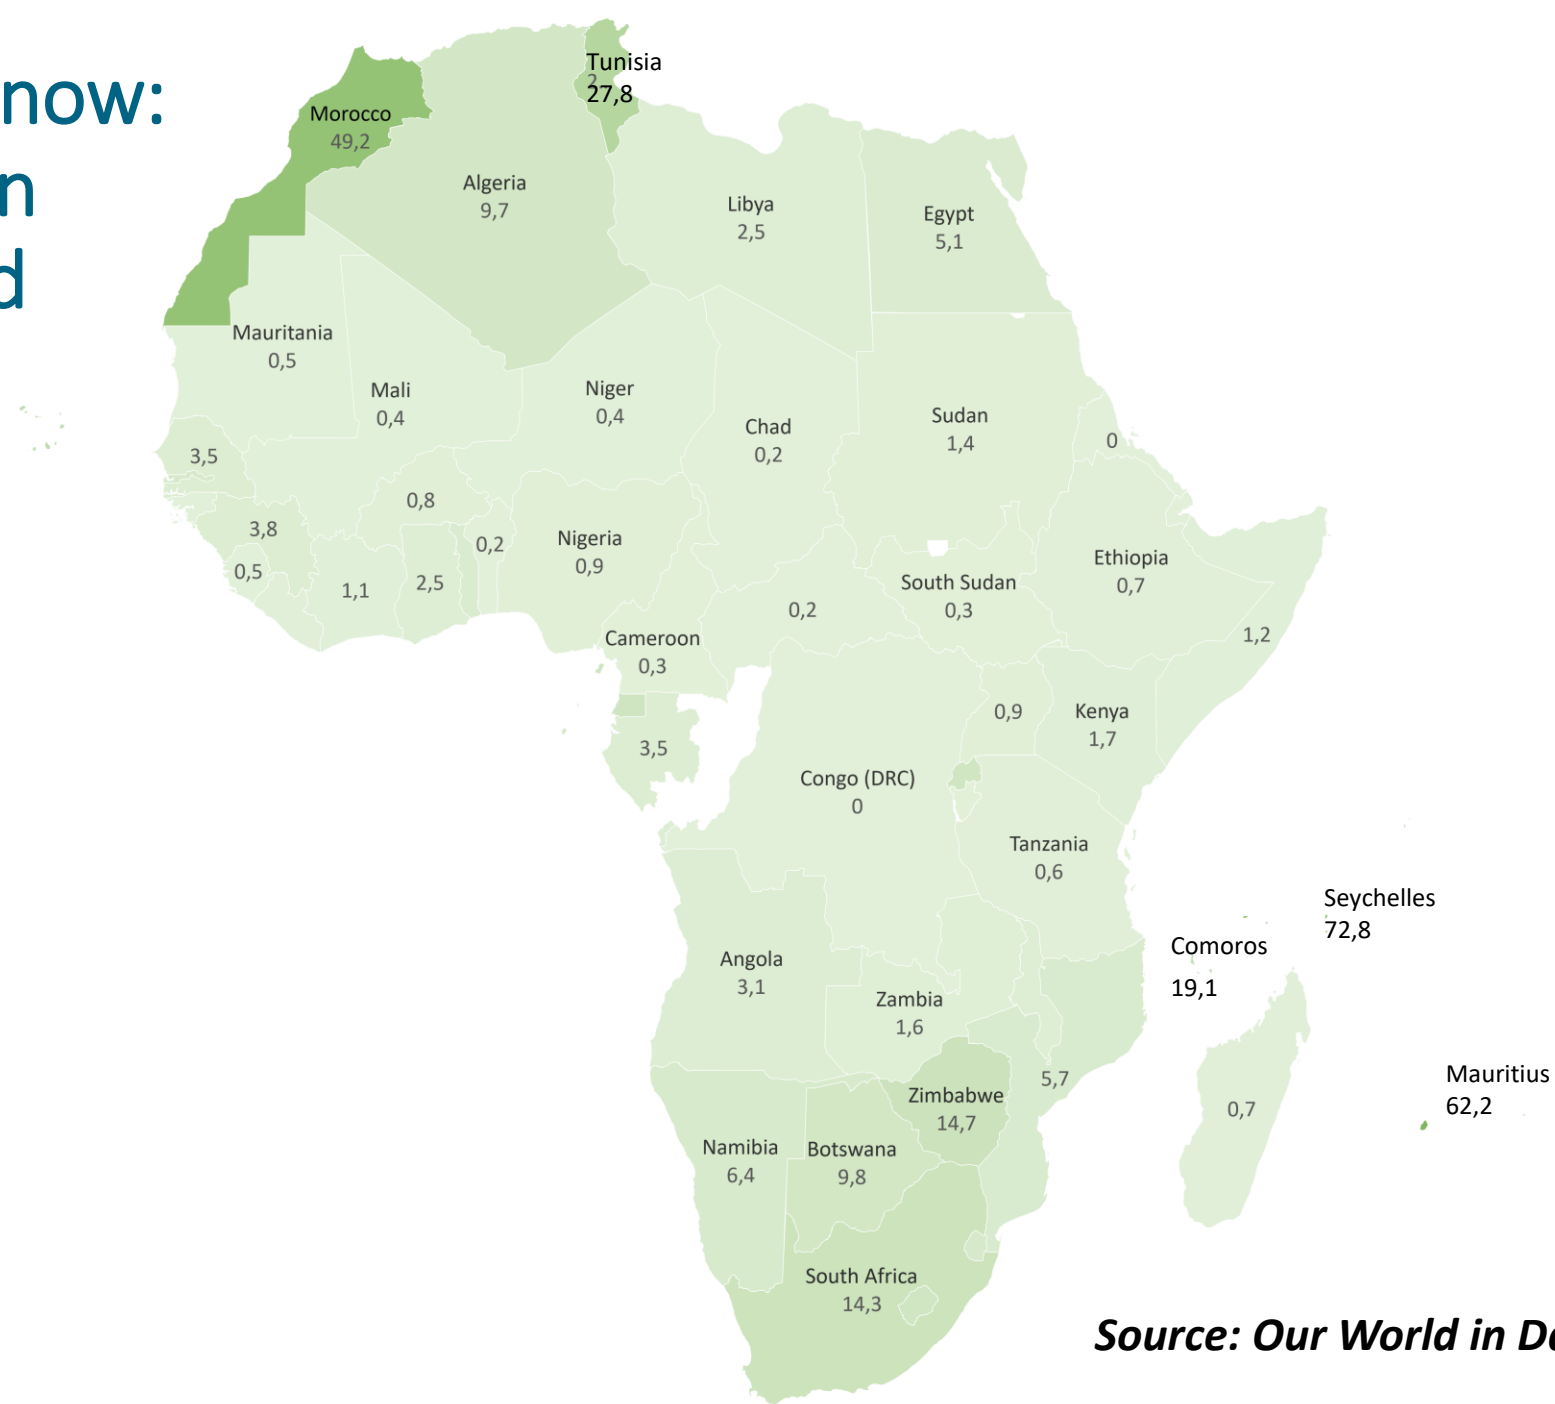 now:
n
d
Tunisia
2
27,8
Morocco
49,2
Algeria
9,7
Libya
2,5
Egypt
5,1
Mauritania
0,5
Mali
0,4
Niger
0,4
Chad
0,2
Sudan
1,4
0
3,5
0,8
3,8
0,2
Nigeria
0,9
0,5
1,1
2,5
Ethiopia
0,7
South Sudan
0,3
0,2
1,2
Cameroon
0,3
0,9
Kenya
1,7
3,5
Congo (DRC)
0
Tanzania
0,6
Seychelles
72,8
Comoros
19,1
Angola
3,1
Zambia
1,6
5,7
Mauritius
62,2
Zimbabwe
14,7
0,7
Namibia
6,4
Botswana
9,8
South Africa
14,3
Source: Our World in Da